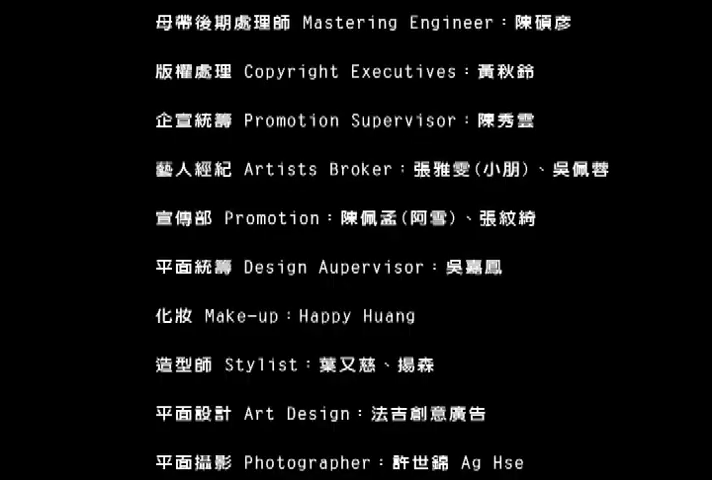 母帶後期處理師 Mastering Engineer：陳碩彥
版權處理 Copyright Executives：黃秋鈴
企宣統籌 Promotion Supervisor：陳秀雲
藝人經紀 Artists Broker：張雅雯(小朋)、吳佩蓉
宣傳部 Promotion：陳佩孟(阿雪)、張紋綺
平面統籌 Design Aupervisor：吳嘉鳳
化妝 Make-up：Happy Huang
造型師 Stylist：葉又慈、揚森
平面設計 Art Design：法吉創意廣告
平面攝影 Photographer：許世錦 Ag Hse